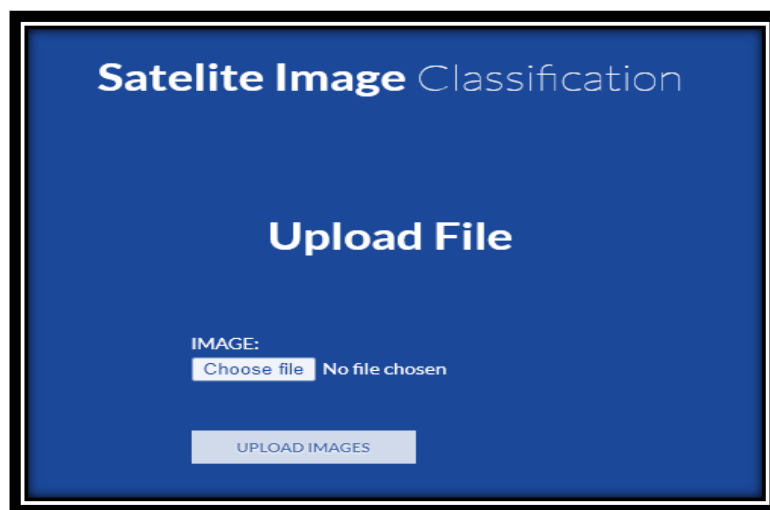 Satelite Image Classification
Upload File
IMAGE:
Choose file No file chosen
UPLOAD IMAGES